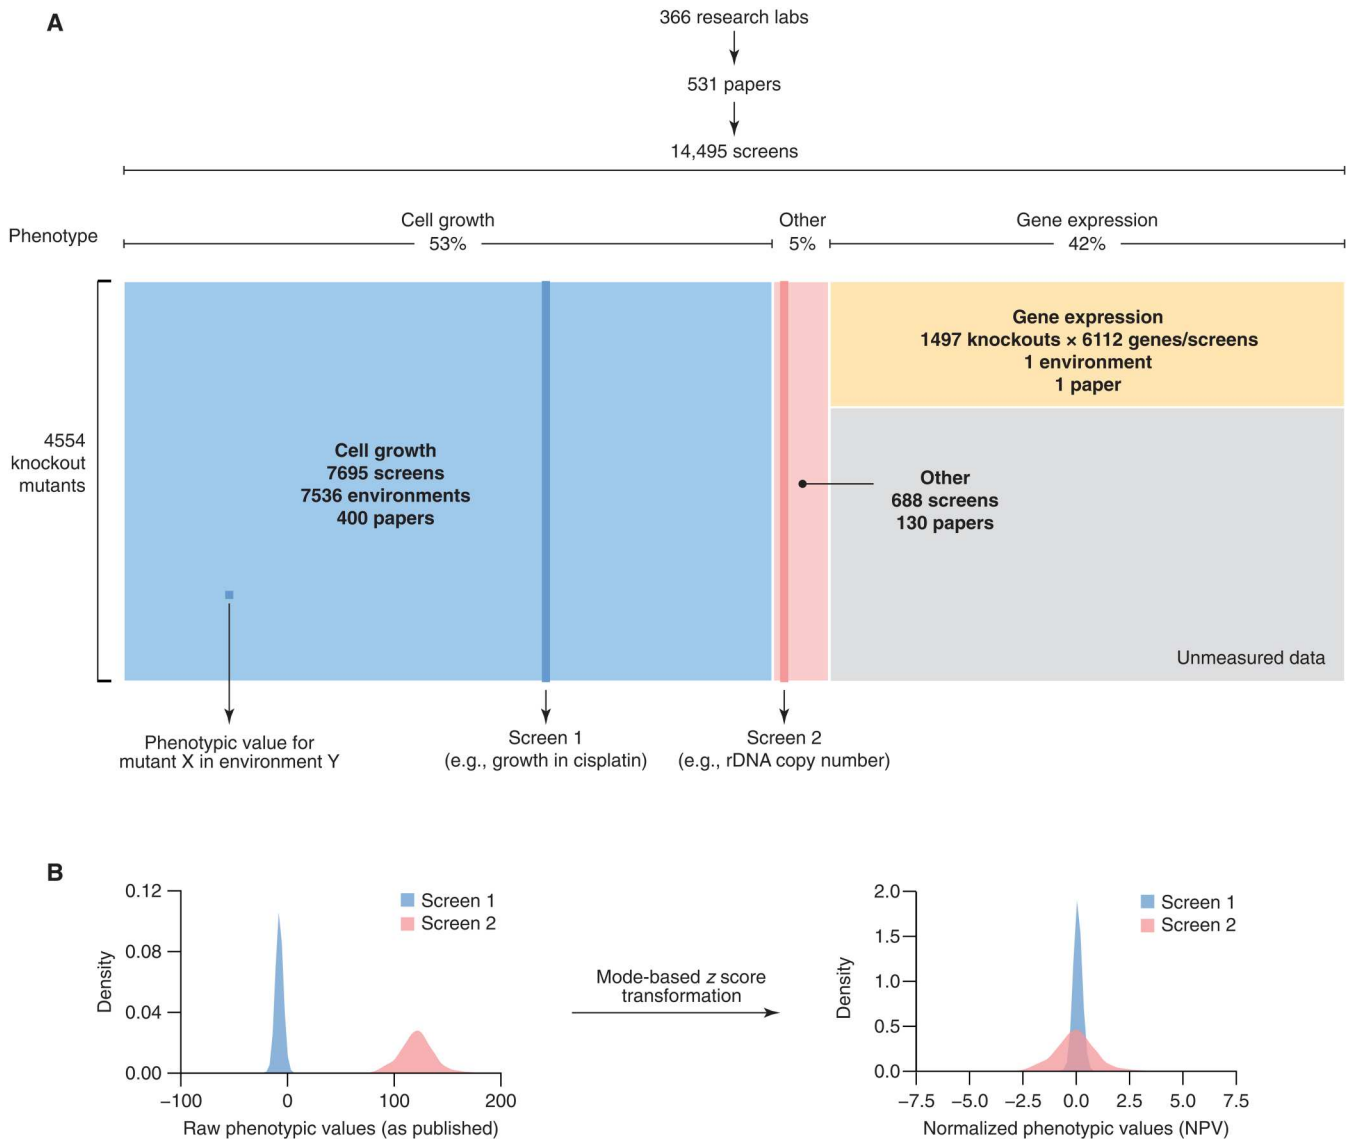 A
366 research labs
531 papers
14,495 screens
Phenotype
Cell growth
53%
Other
5%
Gene expression
42%
4554
knockout
mutants
Cell growth
7695 screens
7536 environments
400 papers
Gene expression
1497 knockouts × 6112 genes/screens
1 environment
1 paper
Other
688 screens
130 papers
Unmeasured data
Phenotypic value for
mutant X in environment Y
Screen 1
(e.g., growth in cisplatin)
Screen 2
(e.g., rDNA copy number)
B
Density
0.12
0.08
0.04
0.00
−100
0
100
200
Raw phenotypic values (as published)
Screen 1
Screen 2
Mode-based z score
transformation
Density
2.0
1.5
1.0
0.5
0.0
−7.5
−5.0
−2.5
0.0
2.5
5.0
7.5
Normalized phenotypic values (NPV)
Screen 1
Screen 2